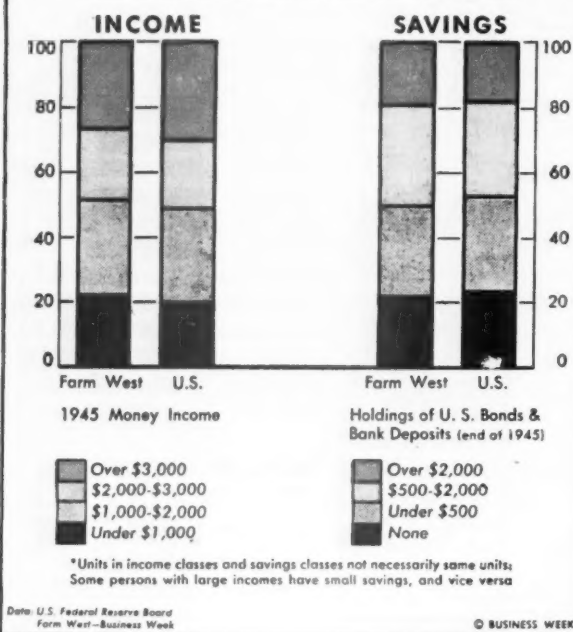 INCOME
SAVINGS
100
80
60
40
20
0
100
80
60
40
20
0
Farm West U.S.
Farm West U.S.
1945 Money Income
Holdings of U. S. Bonds &
Bank Deposits (end of 1945)
Over $3,000
$2,000-$3,000
$1,000-$2,000
Under $1,000
Over $2,000
$500-$2,000
Under $500
None
*Units in income classes and savings classes not necessarily same units;
Some persons with large incomes have small savings, and vice versa
Data: U.S. Federal Reserve Board
Farm West—Business Week
© BUSINESS WEEK